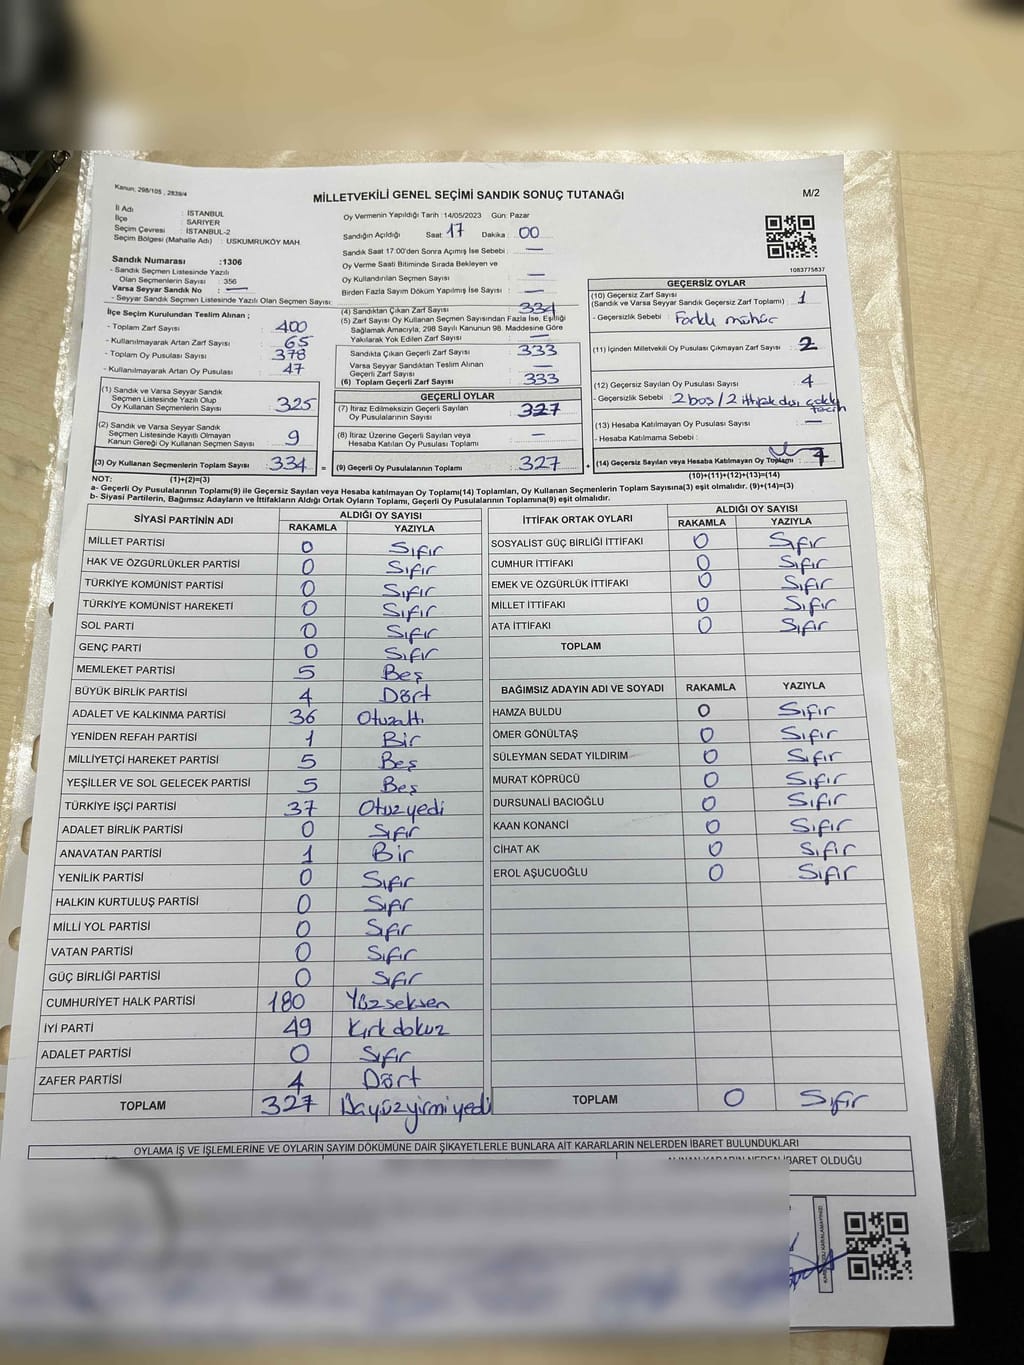 Kanun: 298/105 , 2839/4
MİLLETVEKİLİ GENEL SEÇİMİ SANDIK SONUÇ TUTANAĞI
M/2
İl Adı : İSTANBUL
İlçe : SARIYER
Seçim Çevresi : İSTANBUL-2
Seçim Bölgesi (Mahalle Adı) : USKUMRUKÖY MAH.
Sandık Numarası :1306
- Sandık Seçmen Listesinde Yazılı
Olan Seçmenlerin Sayısı : 356
Varsa Seyyar Sandık No : —
- Seyyar Sandık Seçmen Listesinde Yazılı Olan Seçmen Sayısı:
İlçe Seçim Kurulundan Teslim Alınan ;
- Toplam Zarf Sayısı : 400
- Kullanılmayarak Artan Zarf Sayısı : 65
- Toplam Oy Pusulası Sayısı : 378
- Kullanılmayarak Artan Oy Pusulası : 47
(1) Sandık ve Varsa Seyyar Sandık
Seçmen Listesinde Yazılı Olup
Oy Kullanan Seçmenlerin Sayısı : 325
(2) Sandık ve Varsa Seyyar Sandık
Seçmen Listesinde Kayıtlı Olmayan
Kanun Gereği Oy Kullanan Seçmen Sayısı : 9
(3) Oy Kullanan Seçmenlerin Toplam Sayısı : 334 =
Oy Vermenin Yapıldığı Tarih :14/05/2023 Gün: Pazar
Sandığın Açıldığı Saat: 17 Dakika : 00
Sandık Saat 17:00'den Sonra Açımış İse Sebebi : —
Oy Verme Saati Bitiminde Sırada Bekleyen ve
Oy Kullandırılan Seçmen Sayısı : —
Birden Fazla Sayım Döküm Yapılmış İse Sayısı : —
(4) Sandıktan Çıkan Zarf Sayısı : 334
(5) Zarf Sayısı Oy Kullanan Seçmen Sayısından Fazla İse, Eşitliği
Sağlamak Amacıyla, 298 Sayılı Kanunun 98. Maddesine Göre
Yakılarak Yok Edilen Zarf Sayısı : —
Sandıkta Çıkan Geçerli Zarf Sayısı : 333
Varsa Seyyar Sandıktan Teslim Alınan
Geçerli Zarf Sayısı : —
(6) Toplam Geçerli Zarf Sayısı : 333
GEÇERLİ OYLAR
(7) İtiraz Edilmeksizin Geçerli Sayılan
Oy Pusulalarının Sayısı : 327
(8) İtiraz Üzerine Geçerli Sayılan veya
Hesaba Katılan Oy Pusulası Toplamı : —
(9) Geçerli Oy Pusulalarının Toplamı : 327 +
1083775837
GEÇERSİZ OYLAR
(10) Geçersiz Zarf Sayısı
(Sandık ve Varsa Seyyar Sandık Geçersiz Zarf Toplamı) : 1
- Geçersizlik Sebebi : Farklı mühür
(11) İçinden Milletvekili Oy Pusulası Çıkmayan Zarf Sayısı : 2
(12) Geçersiz Sayılan Oy Pusulası Sayısı : 4
- Geçersizlik Sebebi : 2 boş / 2 ittifak dışı çoklu
(13) Hesaba Katılmayan Oy Pusulası Sayısı : —
- Hesaba Katılmama Sebebi :
(14) Geçersiz Sayılan veya Hesaba Katılmayan Oy Toplamı : 7
NOT: (1)+(2)=(3) (10)+(11)+(12)+(13)=(14)
a- Geçerli Oy Pusulalarının Toplamı(9) ile Geçersiz Sayılan veya Hesaba katılmayan Oy Toplamı(14) Toplamları, Oy Kullanan Seçmenlerin Toplam Sayısına(3) eşit olmalıdır. (9)+(14)=(3)
b- Siyasi Partilerin, Bağımsız Adayların ve İttifakların Aldığı Ortak Oyların Toplamı, Geçerli Oy Pusulalarının Toplamına(9) eşit olmalıdır.
SİYASİ PARTİNİN ADI ALDIĞI OY SAYISI
RAKAMLA YAZIYLA
MİLLET PARTİSİ 0 Sıfır
HAK VE ÖZGÜRLÜKLER PARTİSİ 0 Sıfır
TÜRKİYE KOMÜNİST PARTİSİ 0 Sıfır
TÜRKİYE KOMÜNİST HAREKETİ 0 Sıfır
SOL PARTİ 0 Sıfır
GENÇ PARTİ 0 Sıfır
MEMLEKET PARTİSİ 5 Beş
BÜYÜK BİRLİK PARTİSİ 4 Dört
ADALET VE KALKINMA PARTİSİ 36 Otuzaltı
YENİDEN REFAH PARTİSİ 1 Bir
MİLLİYETÇİ HAREKET PARTİSİ 5 Beş
YEŞİLLER VE SOL GELECEK PARTİSİ 5 Beş
TÜRKİYE İŞÇİ PARTİSİ 37 Otuzyedi
ADALET BİRLİK PARTİSİ 0 Sıfır
ANAVATAN PARTİSİ 1 Bir
YENİLİK PARTİSİ 0 Sıfır
HALKIN KURTULUŞ PARTİSİ 0 Sıfır
MİLLİ YOL PARTİSİ 0 Sıfır
VATAN PARTİSİ 0 Sıfır
GÜÇ BİRLİĞİ PARTİSİ 0 Sıfır
CUMHURİYET HALK PARTİSİ 180 Yüzseksen
İYİ PARTİ 49 Kırkdokuz
ADALET PARTİSİ 0 Sıfır
ZAFER PARTİSİ 4 Dört
TOPLAM 327 Üçyüzyirmiyedi
İTTİFAK ORTAK OYLARI ALDIĞI OY SAYISI
RAKAMLA YAZIYLA
SOSYALİST GÜÇ BİRLİĞİ İTTİFAKI 0 Sıfır
CUMHUR İTTİFAKI 0 Sıfır
EMEK VE ÖZGÜRLÜK İTTİFAKI 0 Sıfır
MİLLET İTTİFAKI 0 Sıfır
ATA İTTİFAKI 0 Sıfır
TOPLAM
BAĞIMSIZ ADAYIN ADI VE SOYADI RAKAMLA YAZIYLA
HAMZA BULDU 0 Sıfır
ÖMER GÖNÜLTAŞ 0 Sıfır
SÜLEYMAN SEDAT YILDIRIM 0 Sıfır
MURAT KÖPRÜCÜ 0 Sıfır
DURSUNALİ BACIOĞLU 0 Sıfır
KAAN KONANCİ 0 Sıfır
CİHAT AK 0 Sıfır
EROL AŞUCUOĞLU 0 Sıfır
TOPLAM 0 Sıfır
OYLAMA İŞ VE İŞLEMLERİNE VE OYLARIN SAYIM DÖKÜMÜNE DAİR ŞİKAYETLERLE BUNLARA AİT KARARLARIN NELERDEN İBARET BULUNDUKLARI
İBARET OLDUĞU